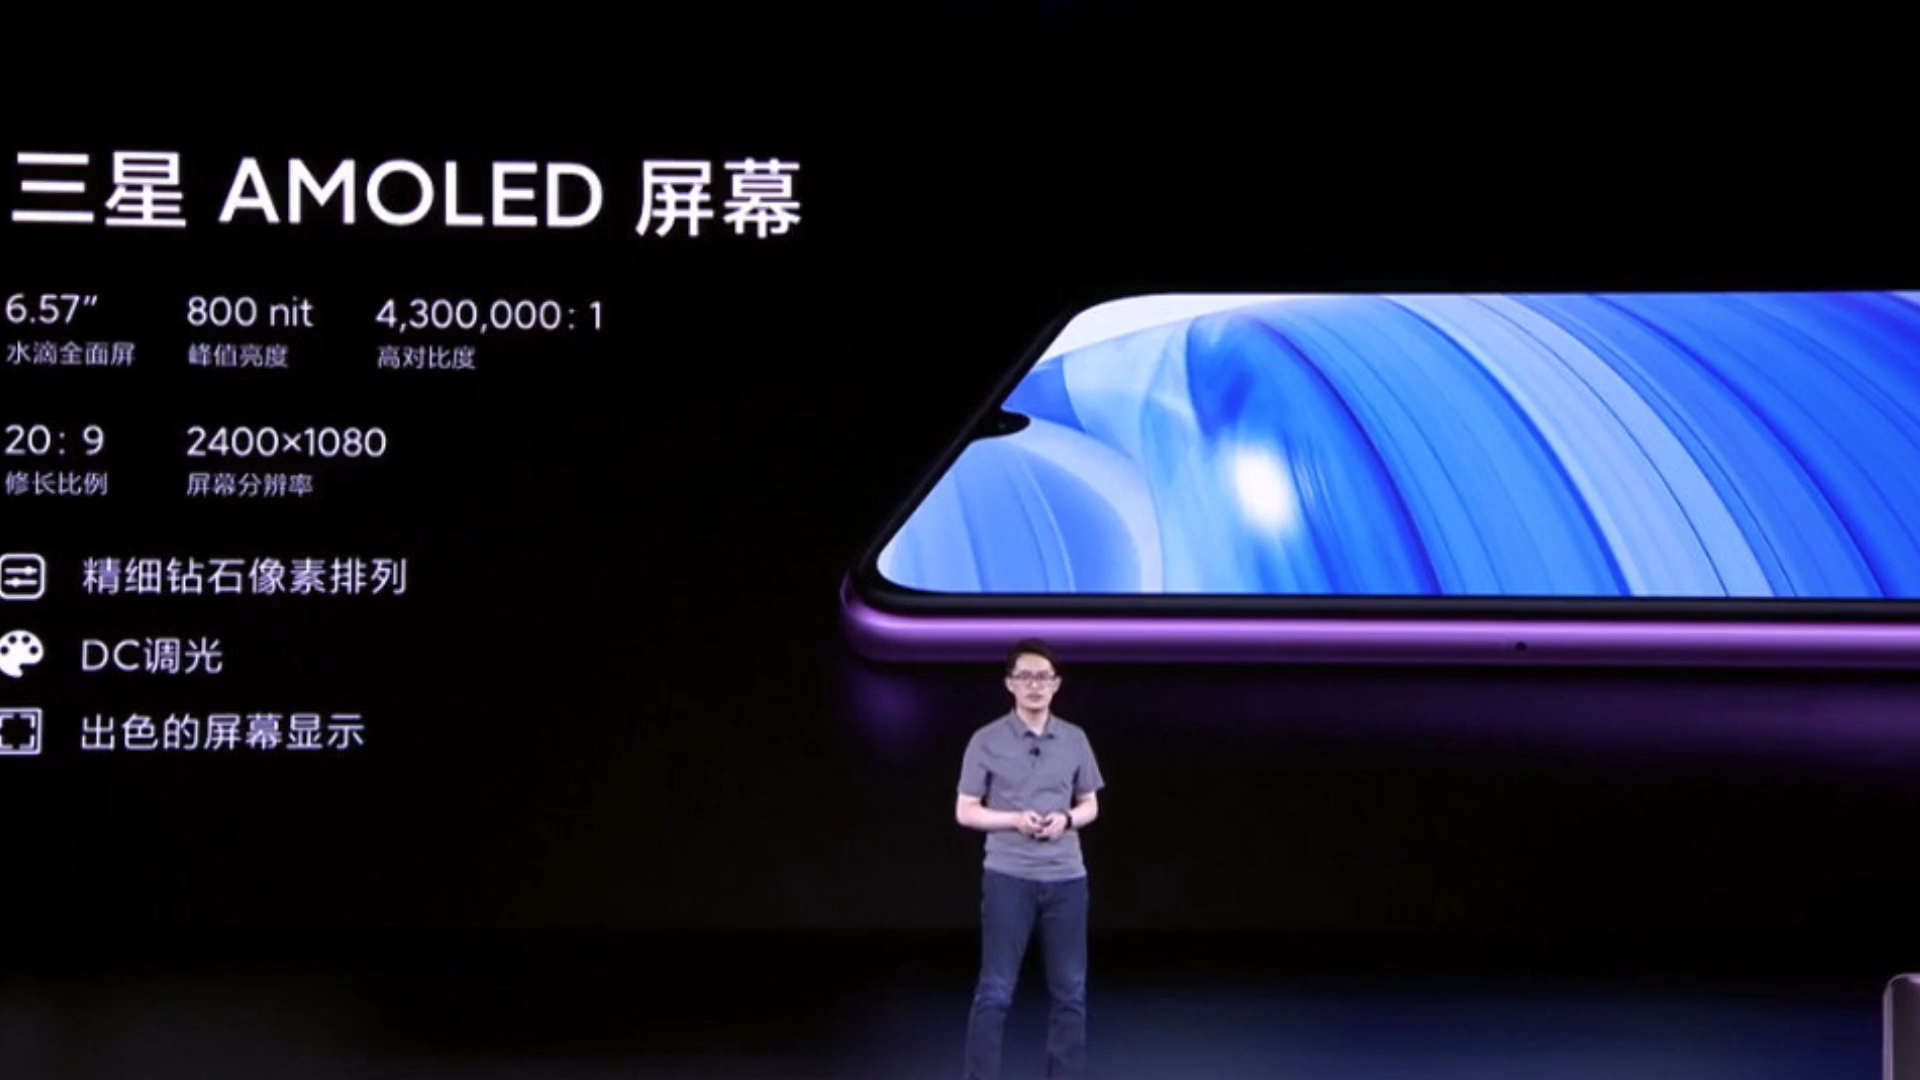 三星 AMOLED 屏幕
6.57” 800 nit 4,300,000: 1
水滴全面屏 峰值亮度 高对比度
20: 9 2400×1080
修长比例 屏幕分辨率
精细钻石像素排列
DC调光
出色的屏幕显示